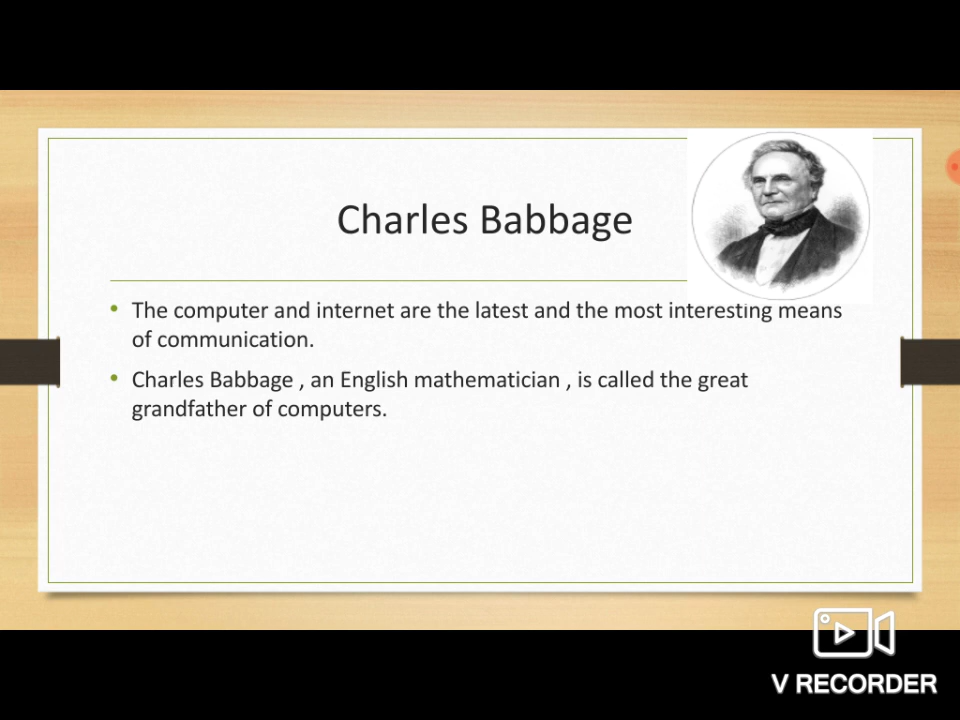 Charles Babbage
• The computer and internet are the latest and the most interesting means
of communication.
• Charles Babbage , an English mathematician , is called the great
grandfather of computers.
V RECORDER